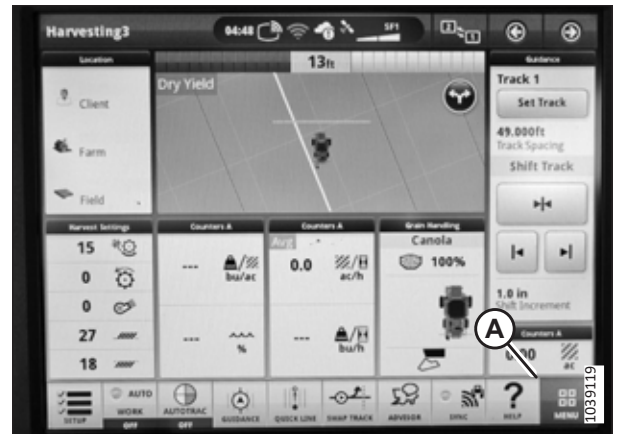 Harvesting3
04:48
SF1
2
1
Location
Client
Farm
Field
13ft
Dry Yield
Guidance
Track 1
Set Track
49.000ft
Track Spacing
Shift Track
1.0 in
Shift Increment
Harvest Settings
15
0
0
27
18
Counters A
---
bu/ac
---
%
Counters A
Avg
0.0
ac/h
---
bu/h
Grain Handling
Canola
100%
Counters A
ac
A
SETUP
AUTO
WORK
OFF
AUTOTRAC
OFF
GUIDANCE
QUICK LINE
SWAP TRACK
ADVISOR
SYNC
HELP
MENU
1039119